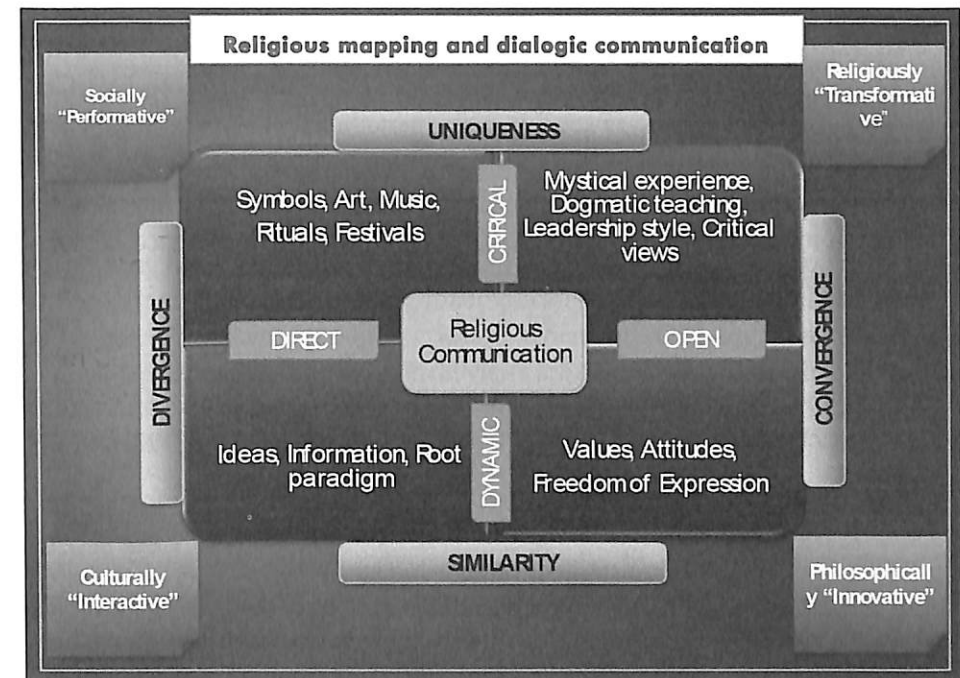 Religious mapping and dialogic communication
Socially
"Performative"
Religiously
"Transformati
ve"
UNIQUENESS
Symbols, Art, Music,
Rituals, Festivals
CRIRICAL
Mystical experience,
Dogmatic teaching,
Leadership style, Critical
views
DIVERGENCE
DIRECT
Religious
Communication
OPEN
CONVERGENCE
Ideas, Information, Root
paradigm
DYNAMIC
Values, Attitudes,
Freedom of Expression
SIMILARITY
Culturally
"Interactive"
Philosophicall
y "Innovative"